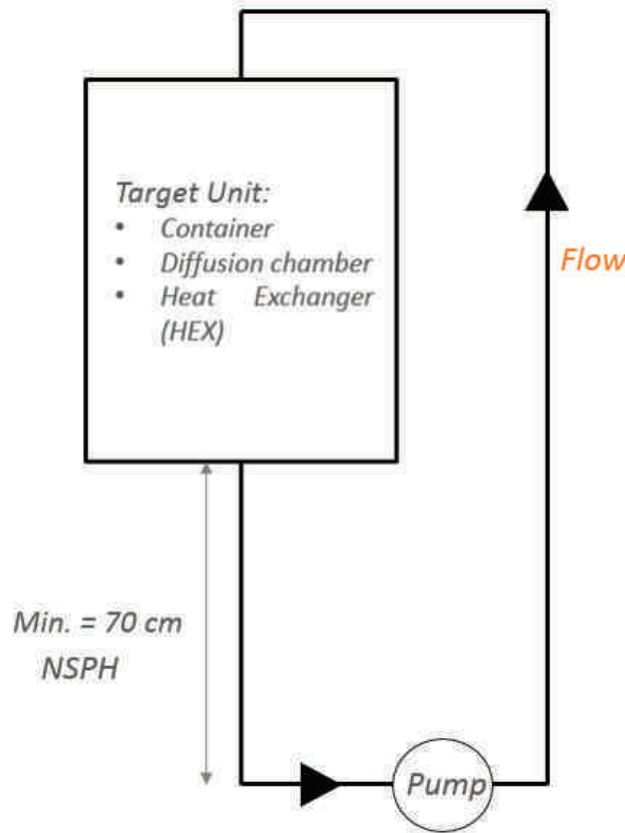 Target Unit:
• Container
• Diffusion chamber
• Heat Exchanger
(HEX)
Flow
Min. = 70 cm
NSPH
Pump